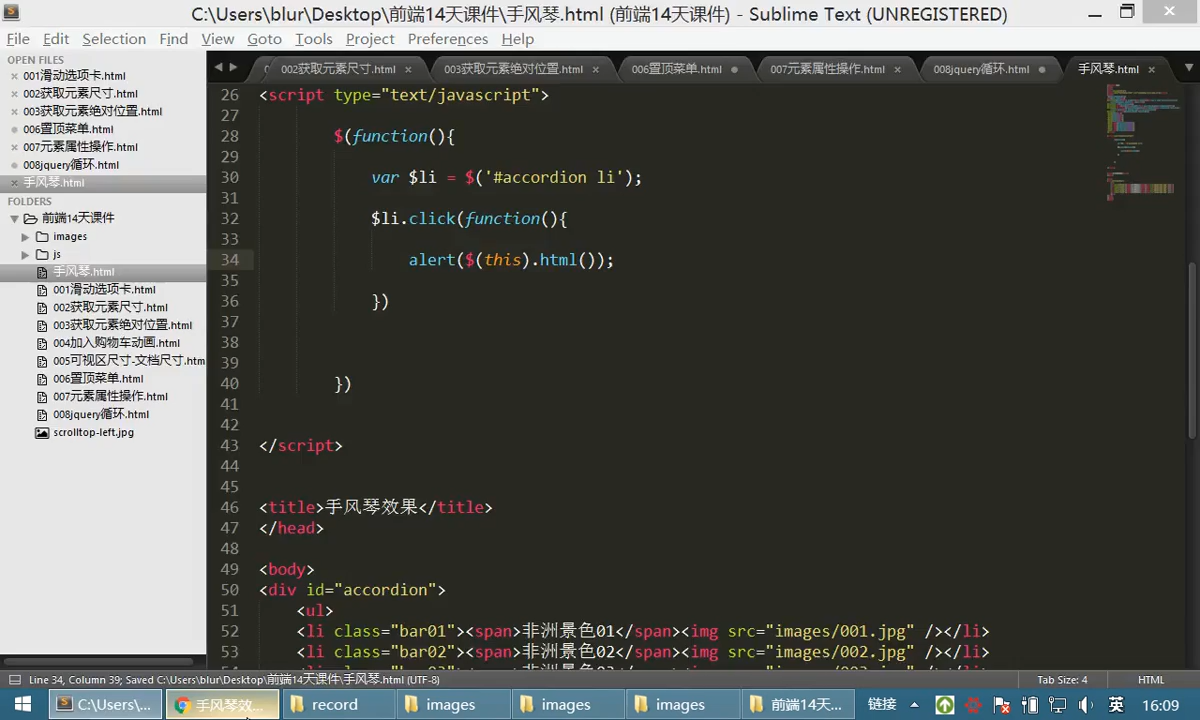 C:\Users\blur\Desktop\前端14天课件\手风琴.html (前端14天课件) - Sublime Text (UNREGISTERED)
File Edit Selection Find View Goto Tools Project Preferences Help
OPEN FILES
001滑动选项卡.html
002获取元素尺寸.html
003获取元素绝对位置.html
006置顶菜单.html
007元素属性操作.html
008jquery循环.html
手风琴.html
FOLDERS
前端14天课件
images
js
手风琴.html
001滑动选项卡.html
002获取元素尺寸.html
003获取元素绝对位置.html
004加入购物车动画.html
005可视区尺寸-文档尺寸.htm
006置顶菜单.html
007元素属性操作.html
008jquery循环.html
scrolltop-left.jpg
002获取元素尺寸.html 003获取元素绝对位置.html 006置顶菜单.html 007元素属性操作.html 008jquery循环.html 手风琴.html
26 <script type="text/javascript">
27
28 $(function(){
29
30 var $li = $('#accordion li');
31
32 $li.click(function(){
33
34 alert($(this).html());
35
36 })
37
38
39
40 })
41
42
43 </script>
44
45
46 <title>手风琴效果</title>
47 </head>
48
49 <body>
50 <div id="accordion">
51 <ul>
52 <li class="bar01"><span>非洲景色01</span><img src="images/001.jpg" /></li>
53 <li class="bar02"><span>非洲景色02</span><img src="images/002.jpg" /></li>
Line 34, Column 39; Saved C:\Users\blur\Desktop\前端14天课件\手风琴.html (UTF-8) Tab Size: 4 HTML
C:\Users\... 手风琴效... record images images images 前端14天... 链接 英 16:09